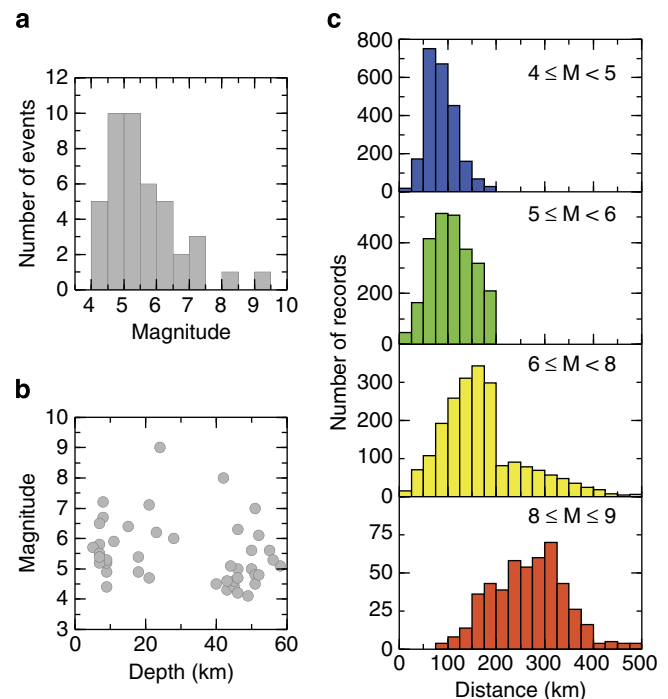 a
Number of events
12
10
8
6
4
2
0
4 5 6 7 8 9 10
Magnitude
b
Magnitude
10
9
8
7
6
5
4
3
0 20 40 60
Depth (km)
c
Number of records
800
600
400
200
0
4 ≤ M < 5
400
200
0
5 ≤ M < 6
300
200
100
0
6 ≤ M < 8
75
50
25
0
8 ≤ M ≤ 9
0 100 200 300 400 500
Distance (km)